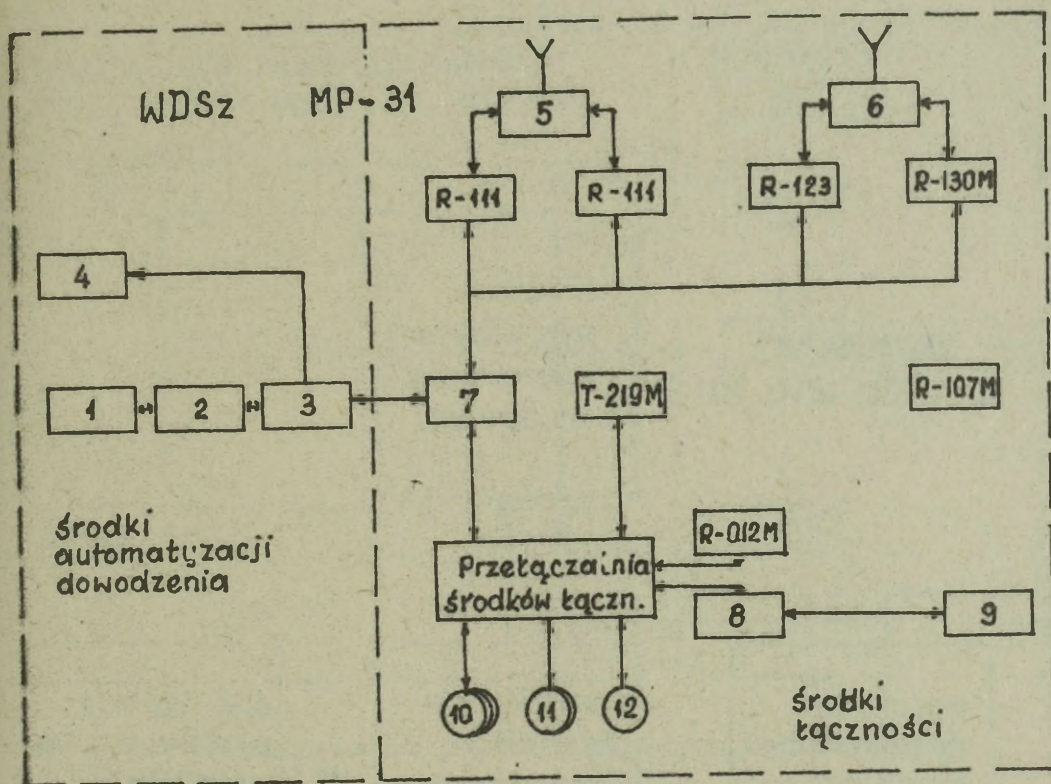 WDSz MP-31
5
6
R-111
R-111
R-123
R-130M
4
1
2
3
7
T-219M
R-107M
środki
automatyzacji
dowodzenia
R-012M
Przełączalnia
środków łączn.
8
9
10
11
12
środki
łączności